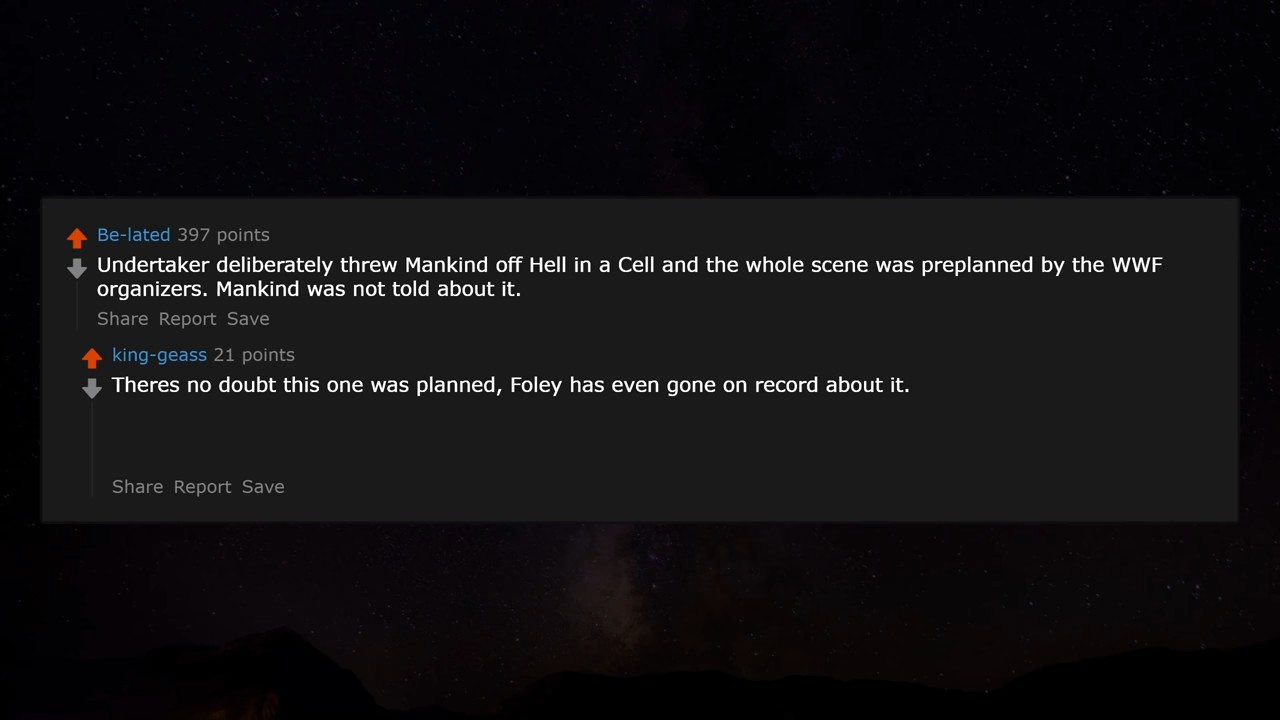 Be-lated 397 points
Undertaker deliberately threw Mankind off Hell in a Cell and the whole scene was preplanned by the WWF
organizers. Mankind was not told about it.
Share Report Save
king-geass 21 points
Theres no doubt this one was planned, Foley has even gone on record about it.
Share Report Save